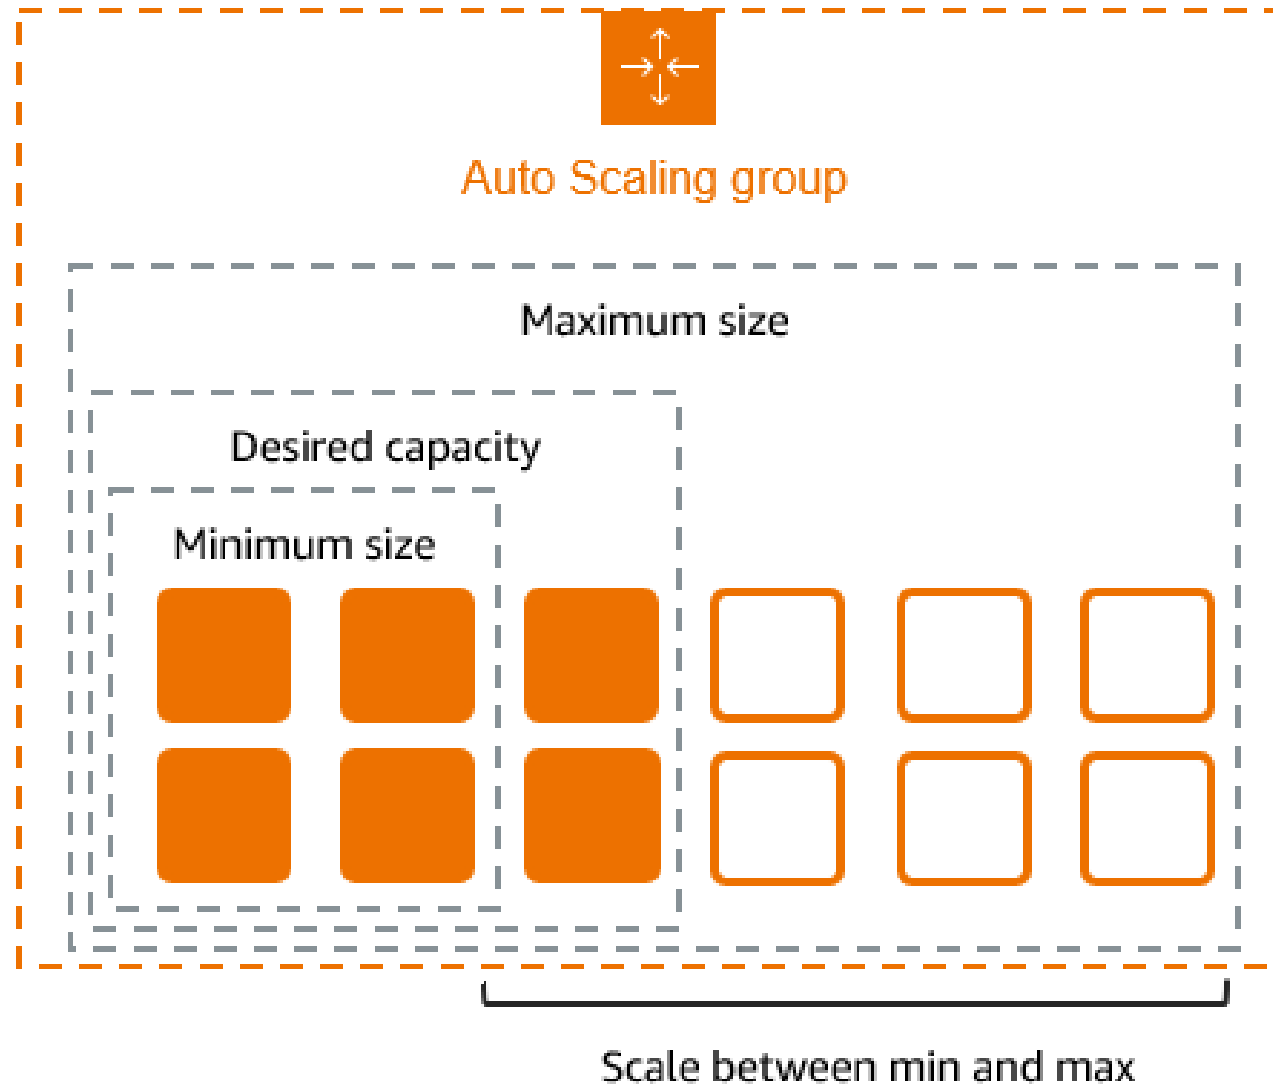 Auto Scaling group
Maximum size
Desired capacity
Minimum size
Scale between min and max